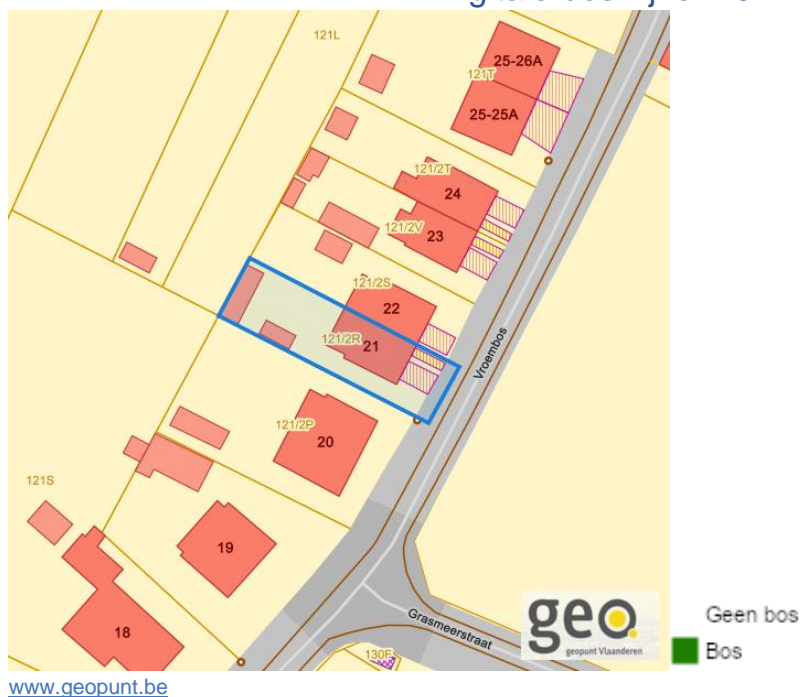 121L
25-26A
121T
25-25A
121/2T
24
121/2V
23
121/2S
22
121/2R
21
Vroembos
121/2P
20
121S
19
18
Grasmeerstraat
130F
geo
geopunt Vlaanderen
Geen bos
Bos
www.geopunt.be